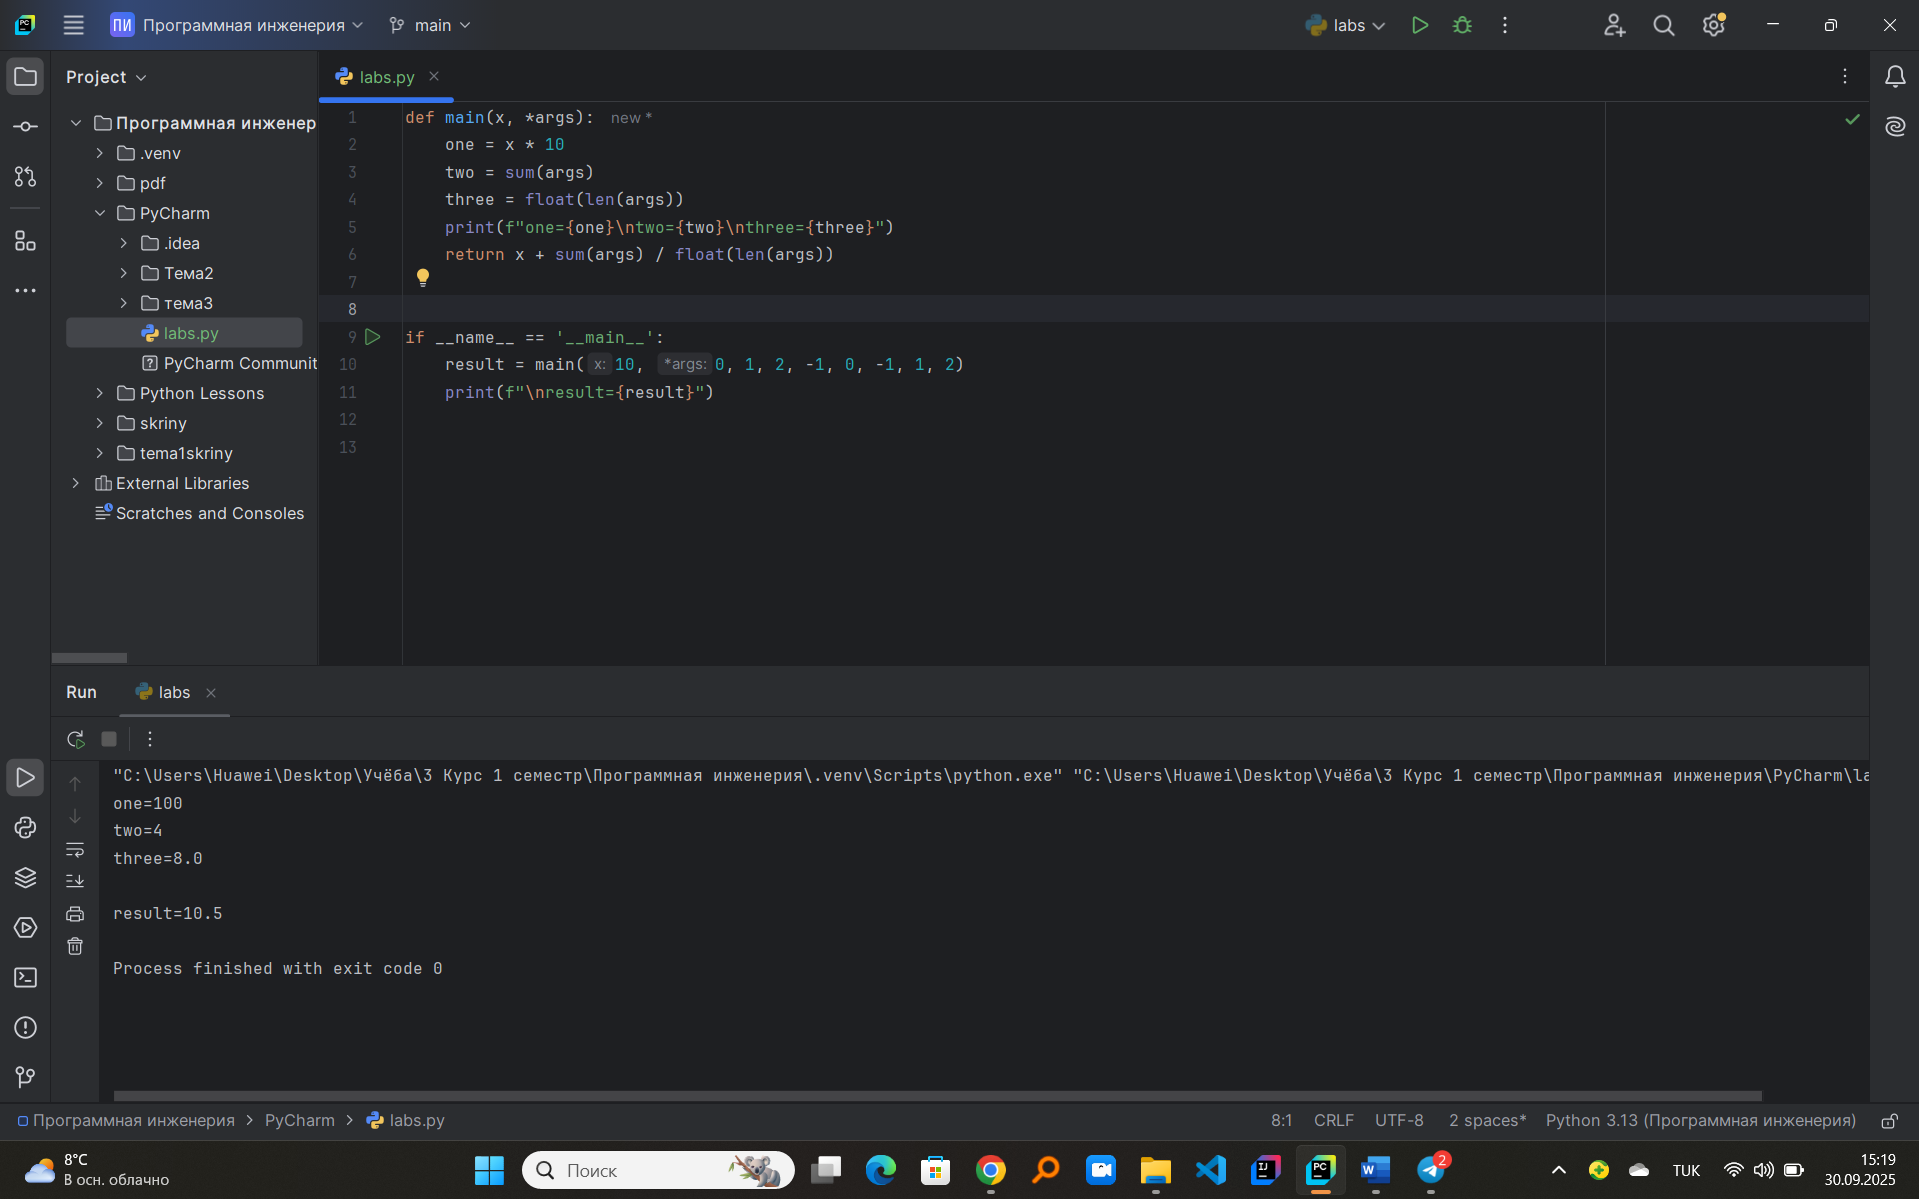 ПИ Программная инженерия main labs
Project
labs.py
Программная инженер
.venv
pdf
PyCharm
.idea
Тема2
тема3
labs.py
PyCharm Communit
Python Lessons
skriny
tema1skriny
External Libraries
Scratches and Consoles
1 def main(x, *args): new *
2 one = x * 10
3 two = sum(args)
4 three = float(len(args))
5 print(f"one={one}\ntwo={two}\nthree={three}")
6 return x + sum(args) / float(len(args))
7
8
9 if __name__ == '__main__':
10 result = main( x: 10, *args: 0, 1, 2, -1, 0, -1, 1, 2)
11 print(f"\nresult={result}")
12
13
Run labs
"C:\Users\Huawei\Desktop\Учёба\3 Курс 1 семестр\Программная инженерия\.venv\Scripts\python.exe" "C:\Users\Huawei\Desktop\Учёба\3 Курс 1 семестр\Программная инженерия\PyCharm\la
one=100
two=4
three=8.0
result=10.5
Process finished with exit code 0
Программная инженерия > PyCharm > labs.py 8:1 CRLF UTF-8 2 spaces* Python 3.13 (Программная инженерия)
8°C
В осн. облачно
Поиск
2
TUK
15:19
30.09.2025